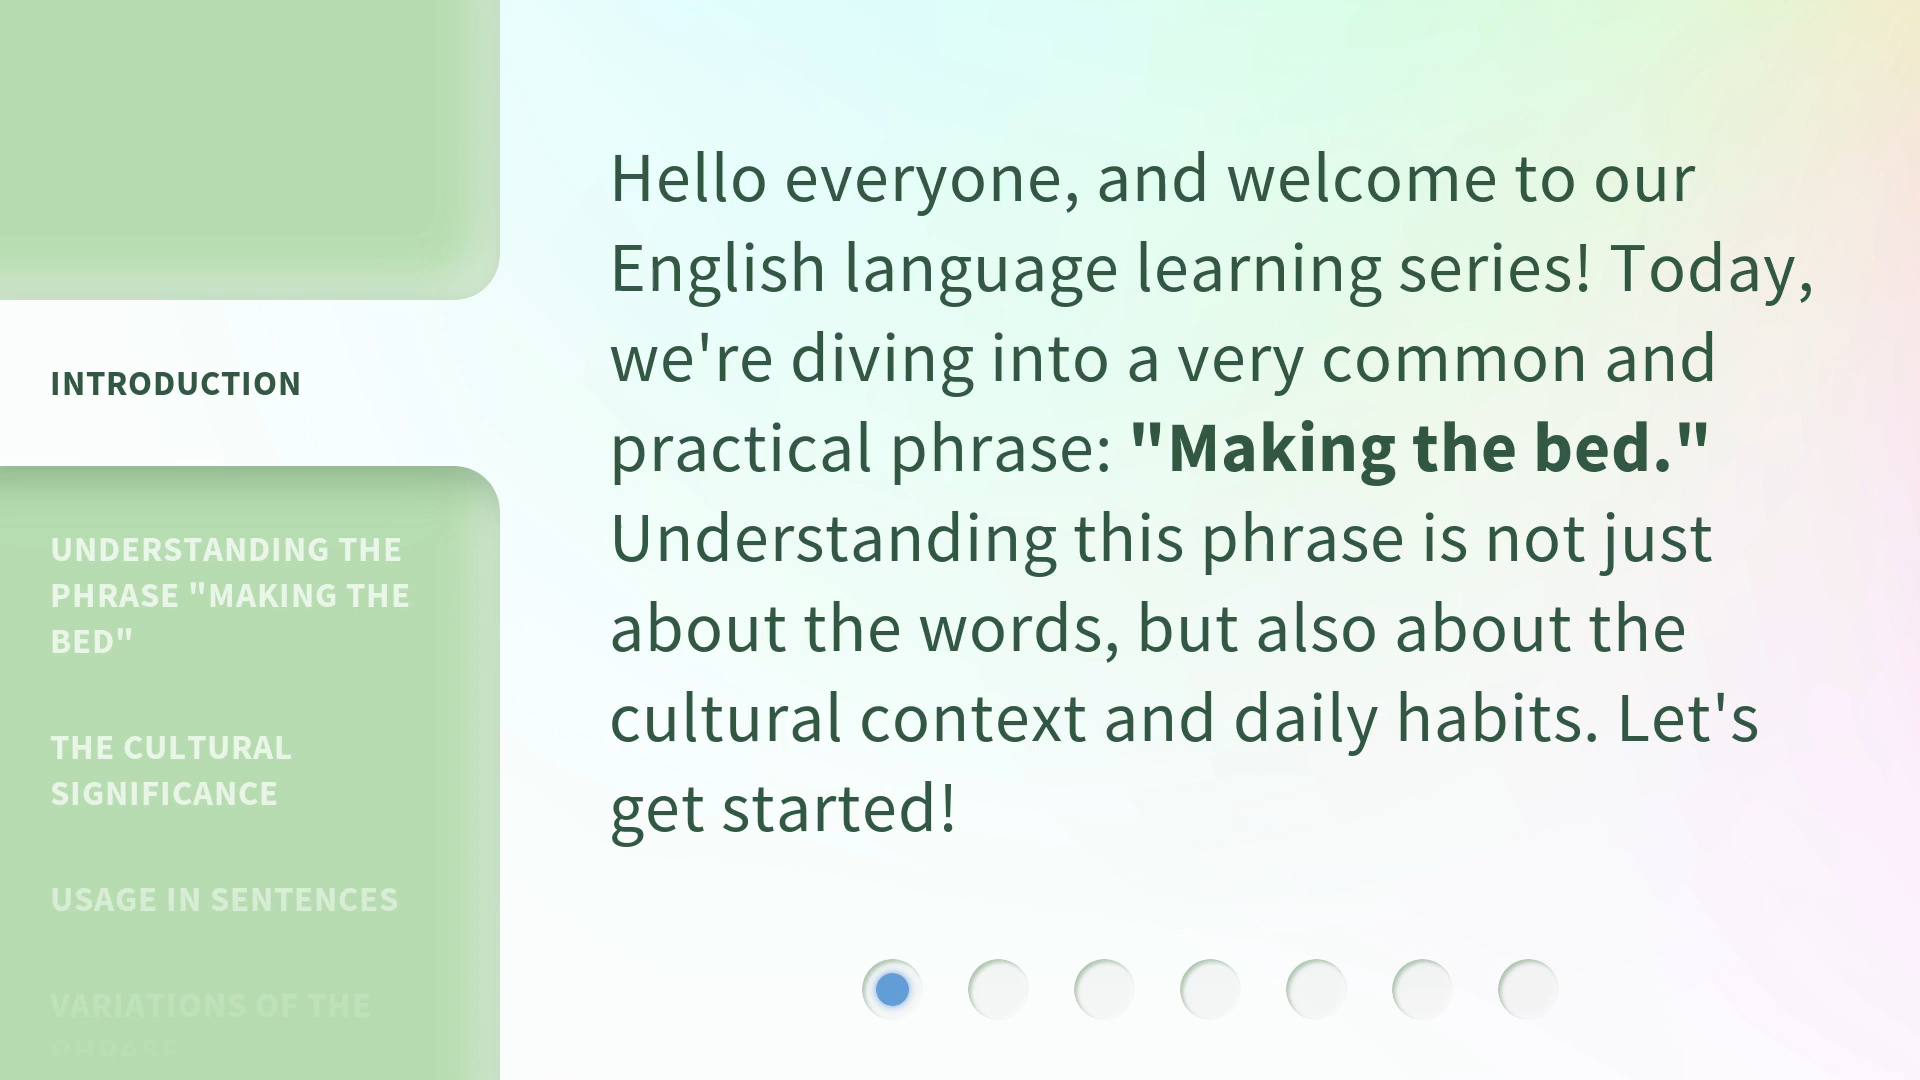 INTRODUCTION
UNDERSTANDING THE
PHRASE "MAKING THE
BED"
THE CULTURAL
SIGNIFICANCE
USAGE IN SENTENCES
VARIATIONS OF THE
PHRASE
Hello everyone, and welcome to our
English language learning series! Today,
we're diving into a very common and
practical phrase: "Making the bed."
Understanding this phrase is not just
about the words, but also about the
cultural context and daily habits. Let's
get started!